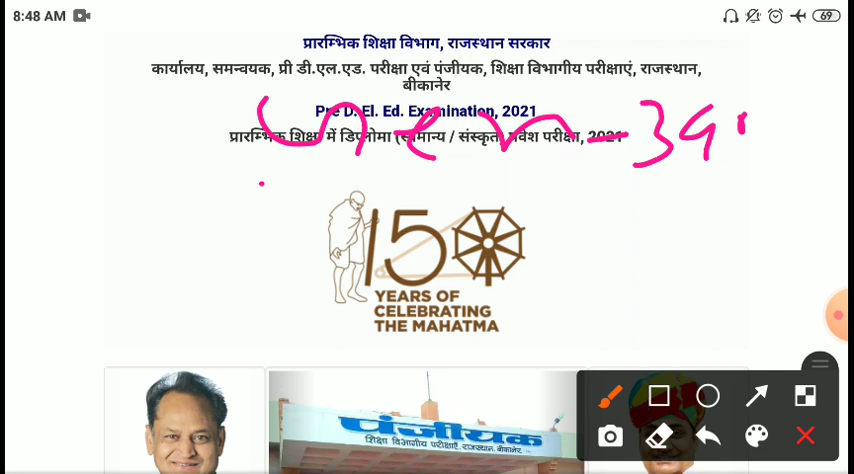 8:48 AM
69
प्रारम्भिक शिक्षा विभाग, राजस्थान सरकार
कार्यालय, समन्वयक, प्री डी.एल.एड. परीक्षा एवं पंजीयक, शिक्षा विभागीय परीक्षाएं, राजस्थान,
बीकानेर
Pre D. El. Ed. Examination, 2021
प्रारम्भिक शिक्षा में डिप्लोमा (सामान्य / संस्कृत) प्रवेश परीक्षा, 2021
150
YEARS OF
CELEBRATING
THE MAHATMA
पंजीयक
शिक्षा विभागीय परीक्षाएं, राजस्थान, बीकानेर